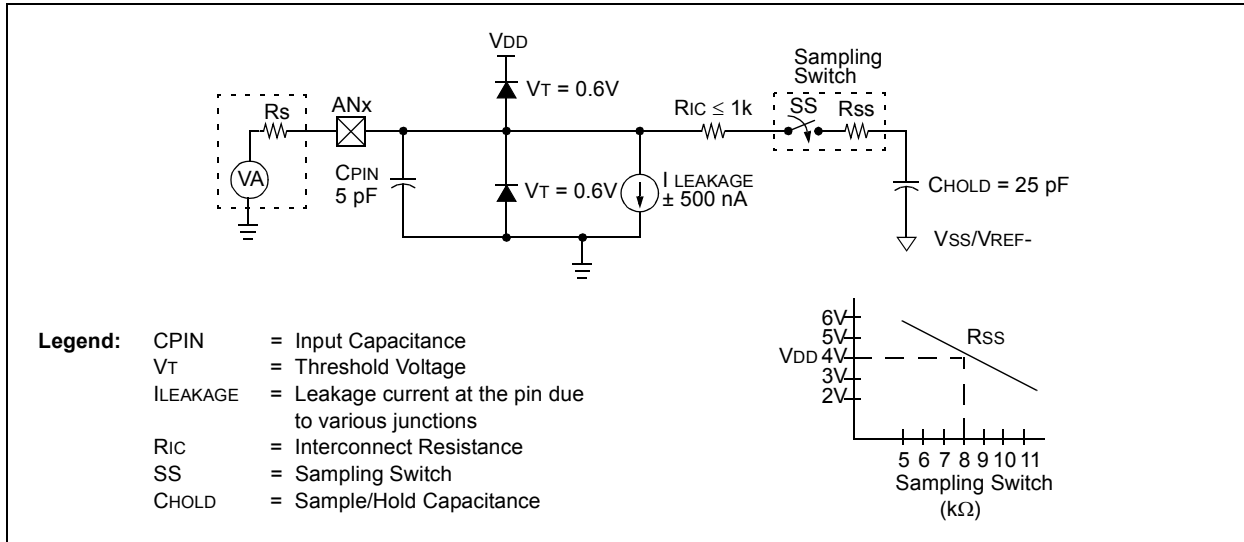 VDD
Sampling
Switch
VT = 0.6V
Rs
ANx
RIC ≤ 1k
SS
Rss
CPIN
5 pF
VA
VT = 0.6V
I LEAKAGE
± 500 nA
CHOLD = 25 pF
VSS/VREF-
Legend: CPIN = Input Capacitance
VT = Threshold Voltage
ILEAKAGE = Leakage current at the pin due
to various junctions
RIC = Interconnect Resistance
SS = Sampling Switch
CHOLD = Sample/Hold Capacitance
6V
5V
VDD 4V
3V
2V
RSS
5 6 7 8 9 10 11
Sampling Switch
(kΩ)